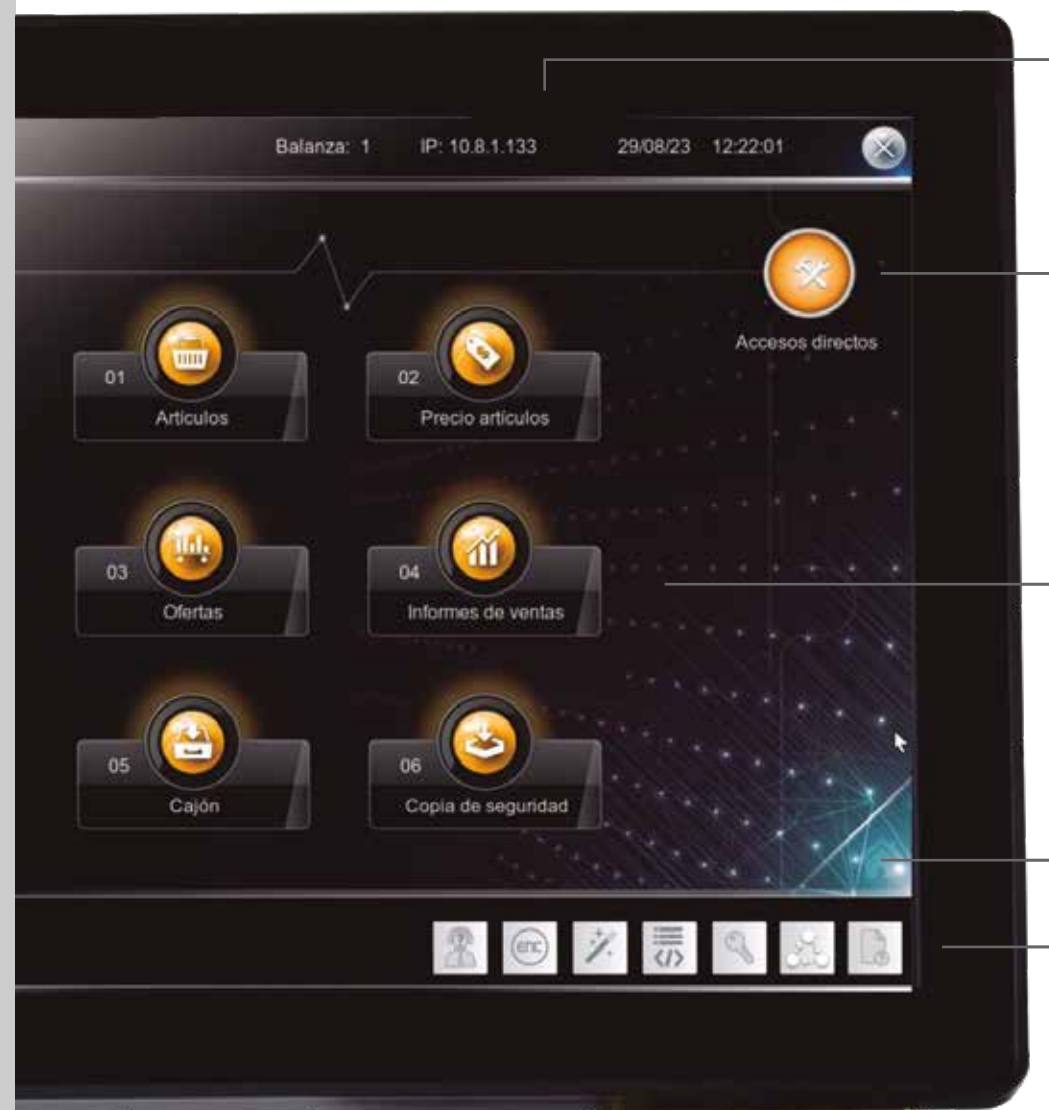 Balanza: 1 IP: 10.8.1.133 29/08/23 12:22:01
Accesos directos
01
Artículos
02
Precio artículos
03
Ofertas
04
Informes de ventas
05
Cajón
06
Copia de seguridad
enc